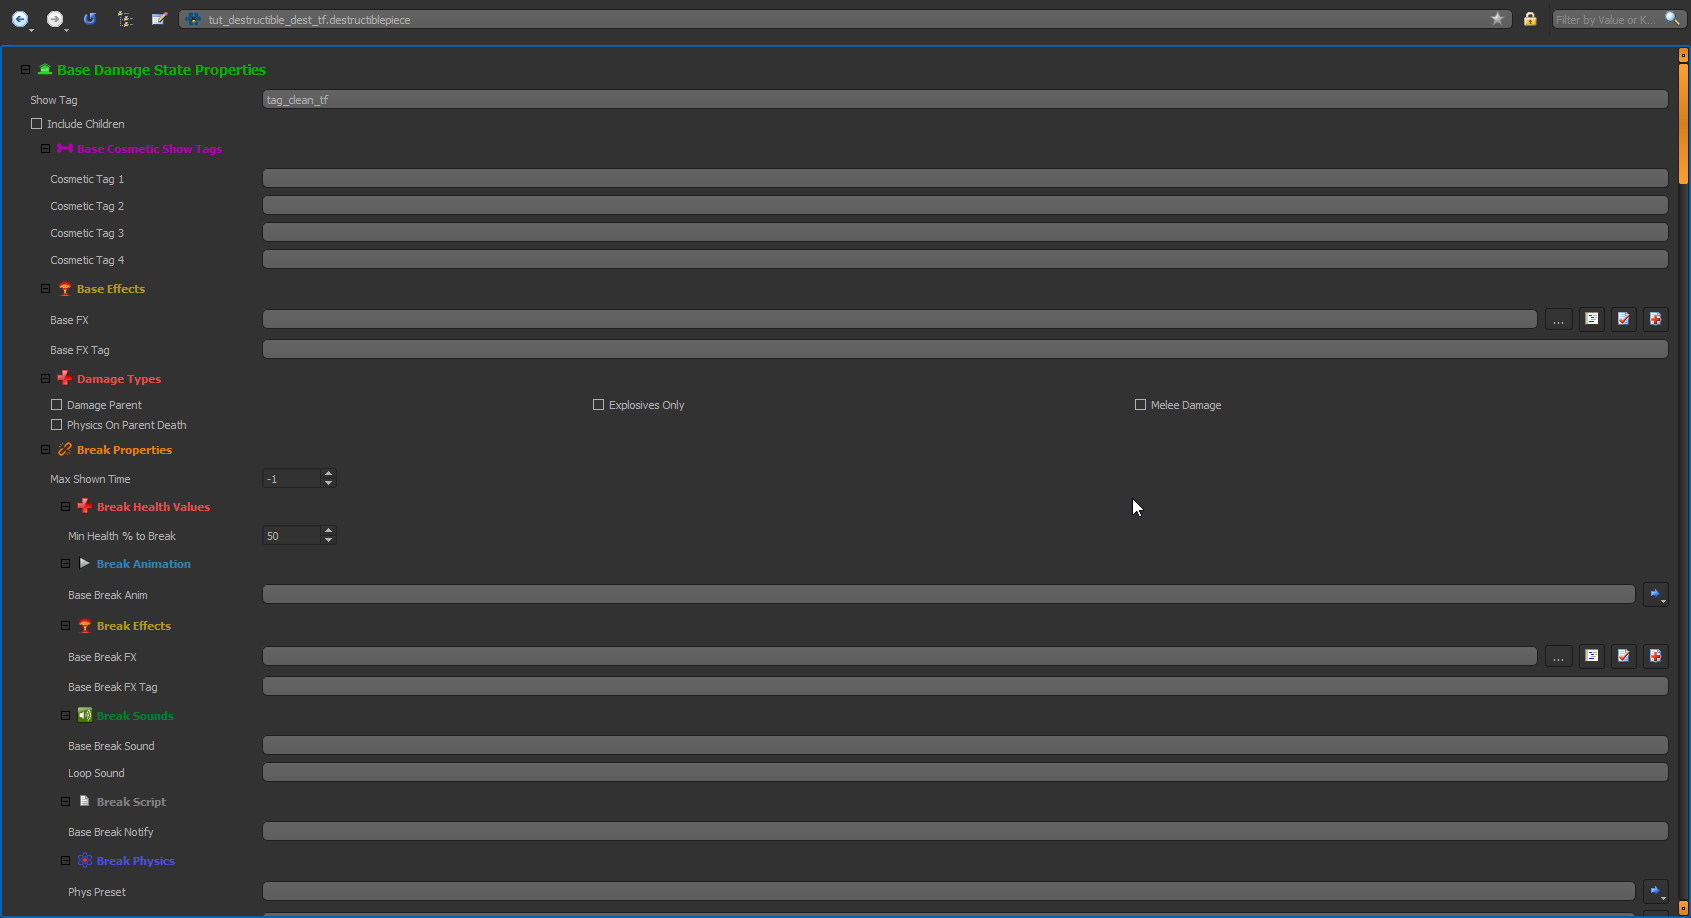 tut_destructible_dest_tf.destructiblepiece
Filter by Value or K...
Base Damage State Properties
Show Tag
tag_clean_tf
Include Children
Base Cosmetic Show Tags
Cosmetic Tag 1
Cosmetic Tag 2
Cosmetic Tag 3
Cosmetic Tag 4
Base Effects
Base FX
...
Base FX Tag
Damage Types
Damage Parent
Explosives Only
Melee Damage
Physics On Parent Death
Break Properties
Max Shown Time
-1
Break Health Values
Min Health % to Break
50
Break Animation
Base Break Anim
Break Effects
Base Break FX
...
Base Break FX Tag
Break Sounds
Base Break Sound
Loop Sound
Break Script
Base Break Notify
Break Physics
Phys Preset